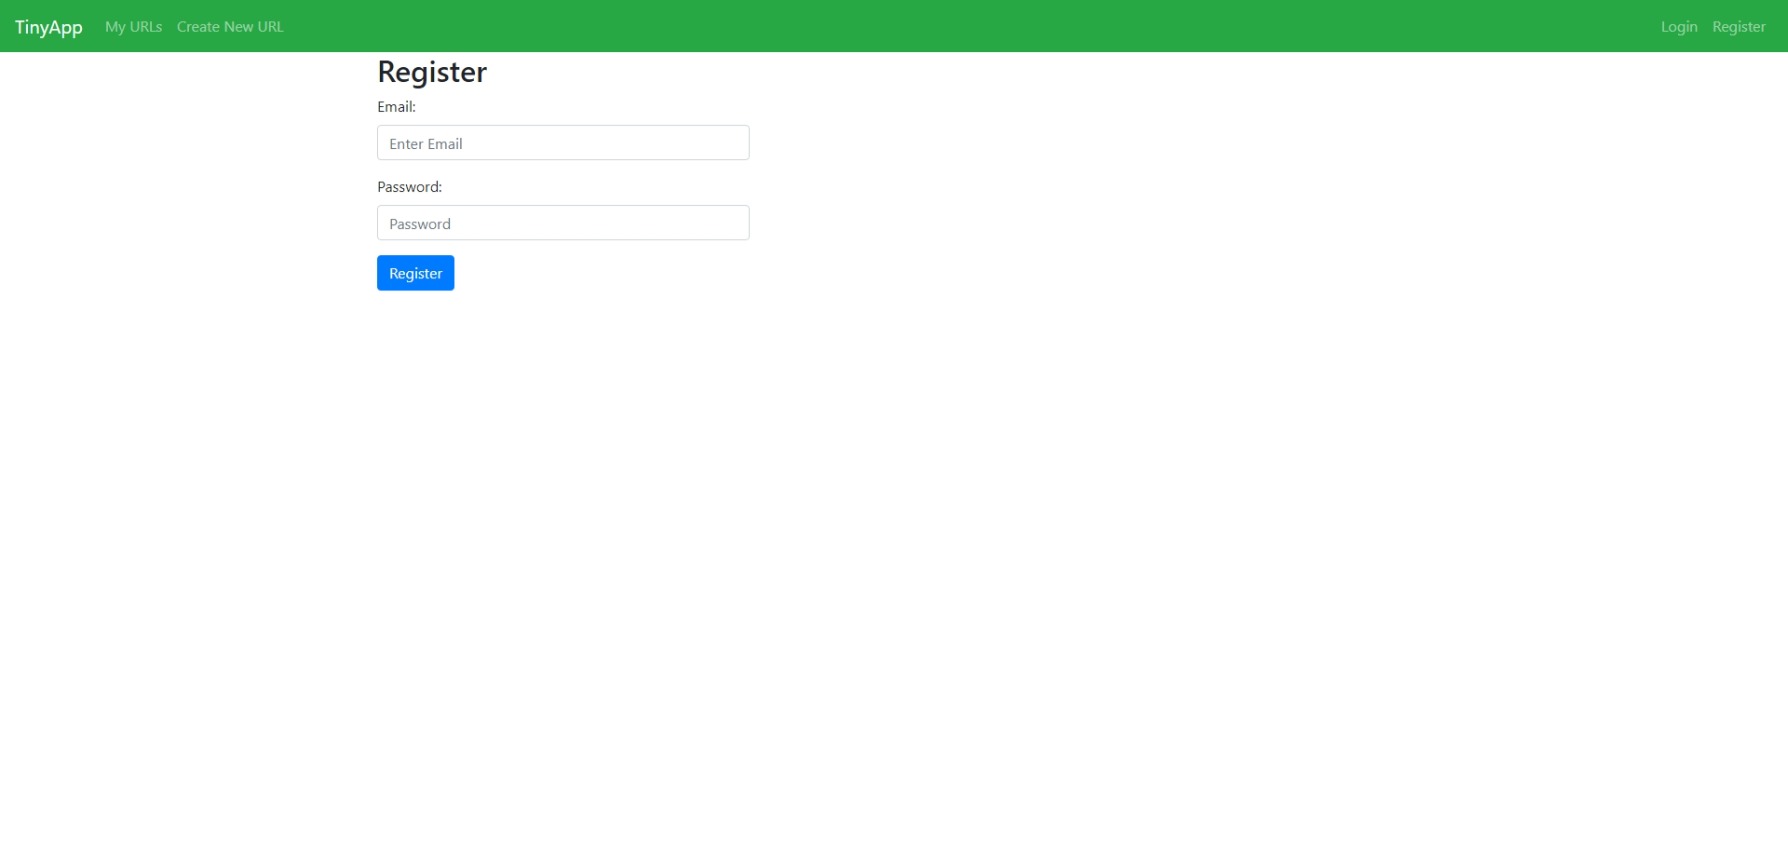 TinyApp My URLs Create New URL Login Register
Register
Email:
Enter Email
Password:
Password
Register